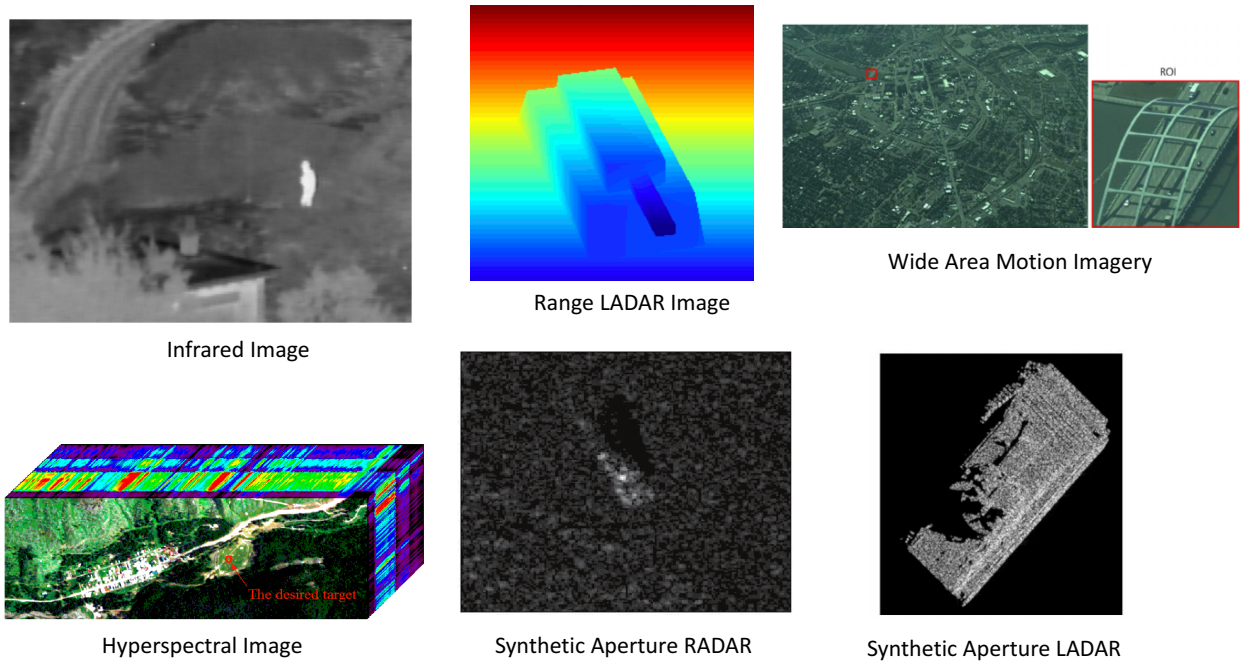 ROI
Infrared Image
Range LADAR Image
Wide Area Motion Imagery
The desired target
Hyperspectral Image
Synthetic Aperture RADAR
Synthetic Aperture LADAR